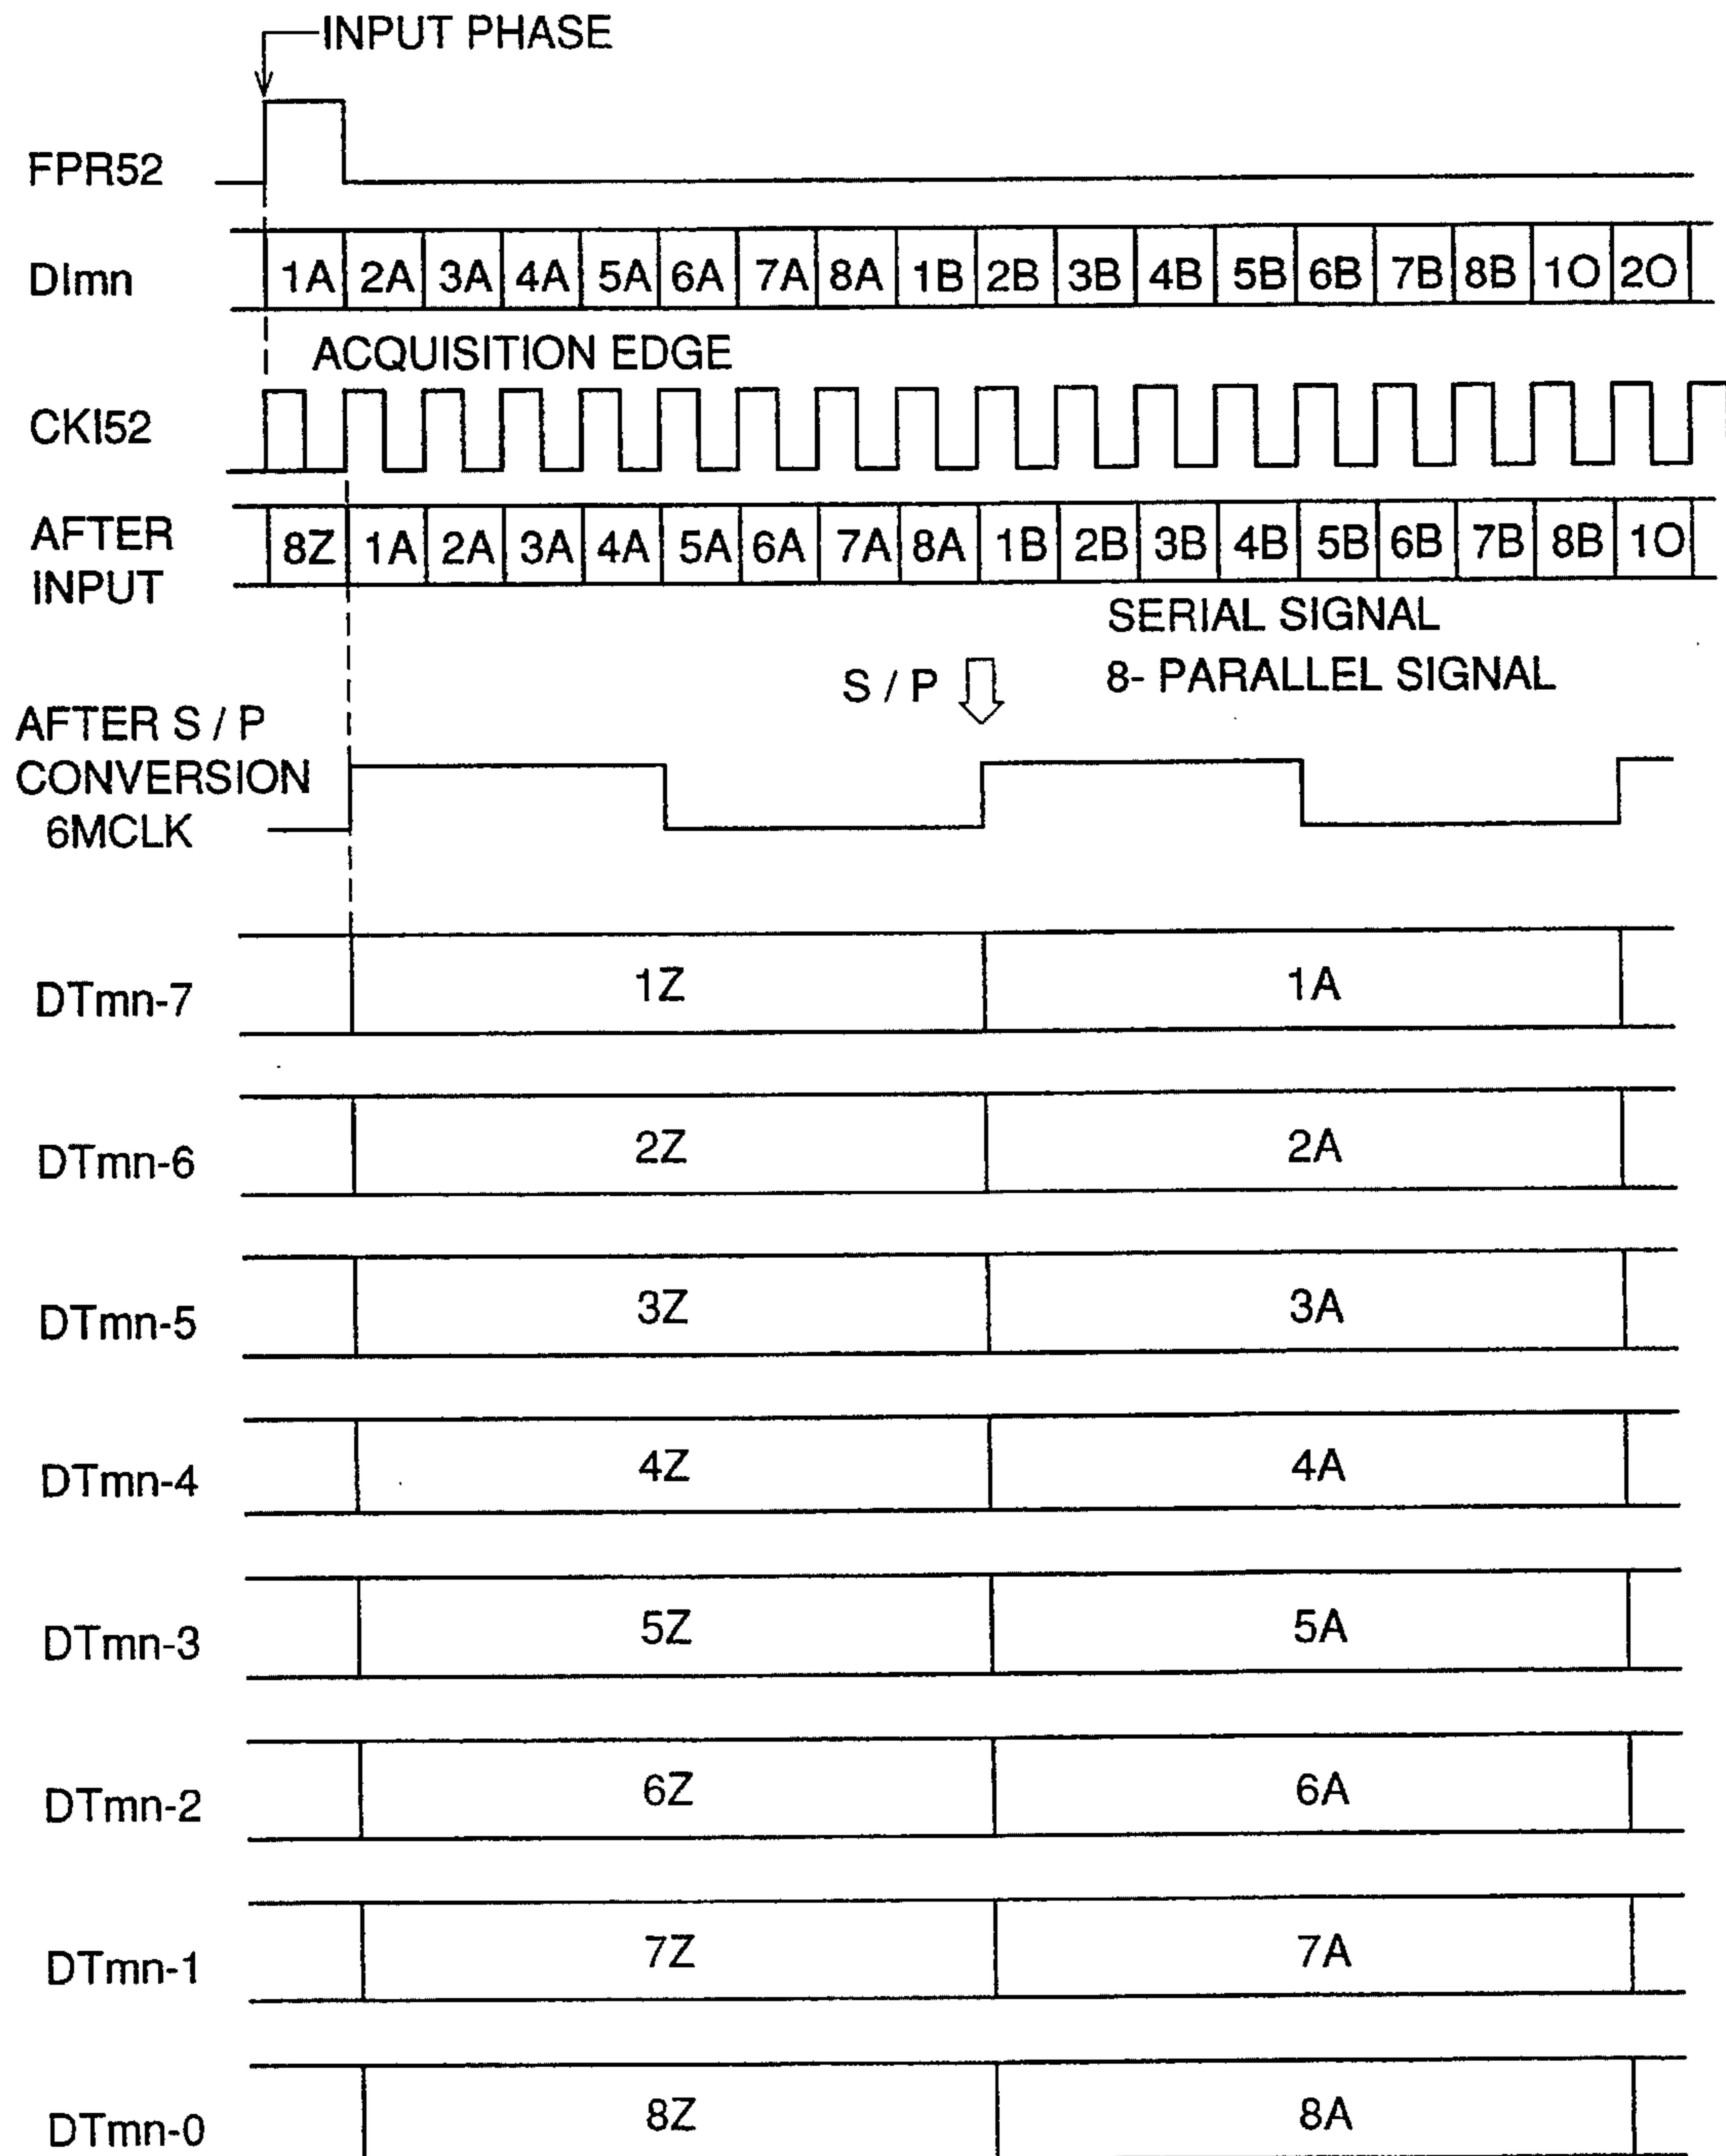 INPUT PHASE
FPR52
DImn 1A 2A 3A 4A 5A 6A 7A 8A 1B 2B 3B 4B 5B 6B 7B 8B 1O 2O
ACQUISITION EDGE
CKI52
AFTER INPUT 8Z 1A 2A 3A 4A 5A 6A 7A 8A 1B 2B 3B 4B 5B 6B 7B 8B 1O
SERIAL SIGNAL
S / P 8- PARALLEL SIGNAL
AFTER S / P
CONVERSION
6MCLK
DTmn-7 1Z 1A
DTmn-6 2Z 2A
DTmn-5 3Z 3A
DTmn-4 4Z 4A
DTmn-3 5Z 5A
DTmn-2 6Z 6A
DTmn-1 7Z 7A
DTmn-0 8Z 8A